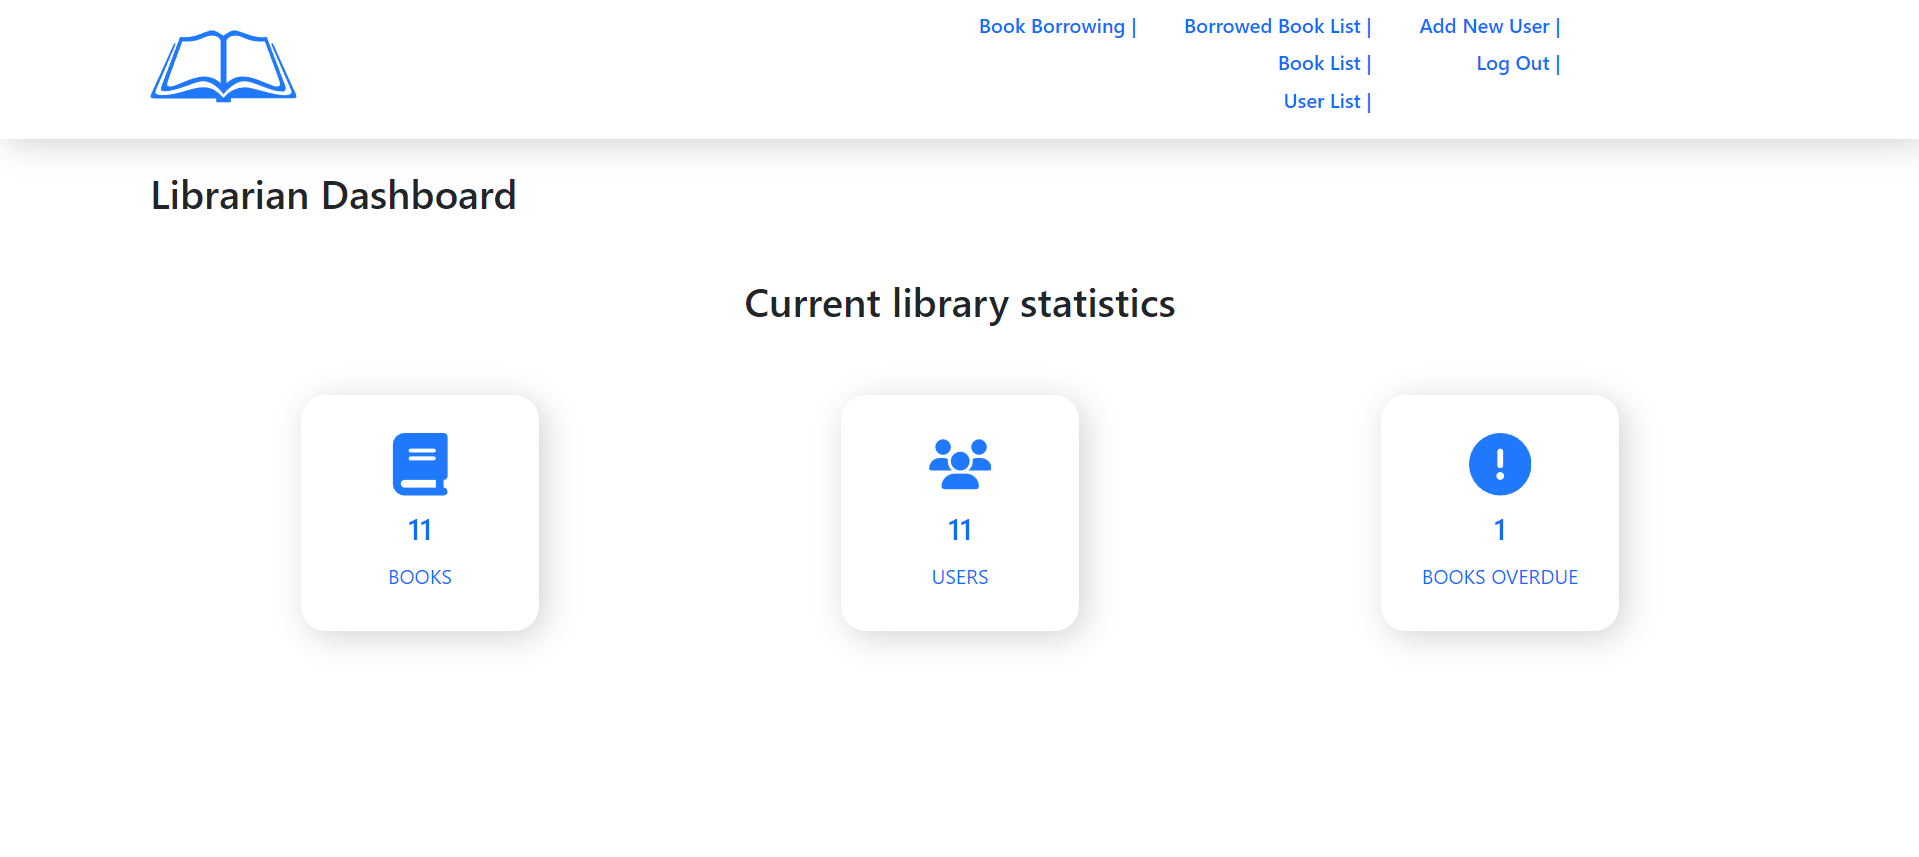 Book Borrowing |
Borrowed Book List |
Add New User |
Book List |
Log Out |
User List |
Librarian Dashboard
Current library statistics
11
BOOKS
11
USERS
1
BOOKS OVERDUE